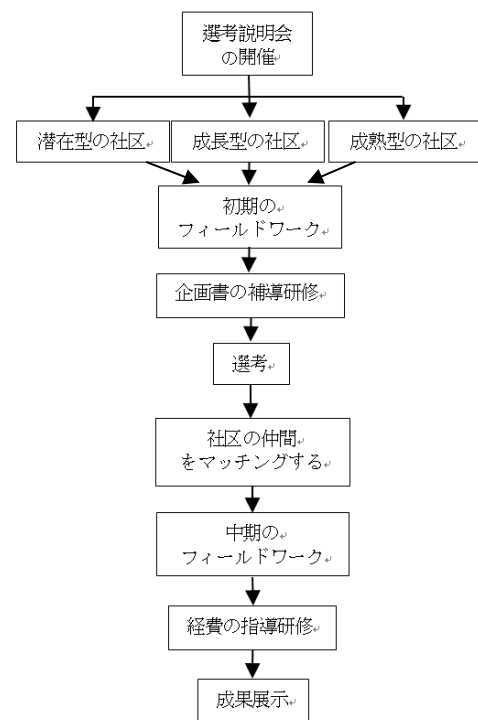 選考説明会
の開催
潜在型の社区
成長型の社区
成熟型の社区
初期の
フィールドワーク
企画書の補導研修
選考
社区の仲間
をマッチングする
中期の
フィールドワーク
経費の指導研修
成果展示